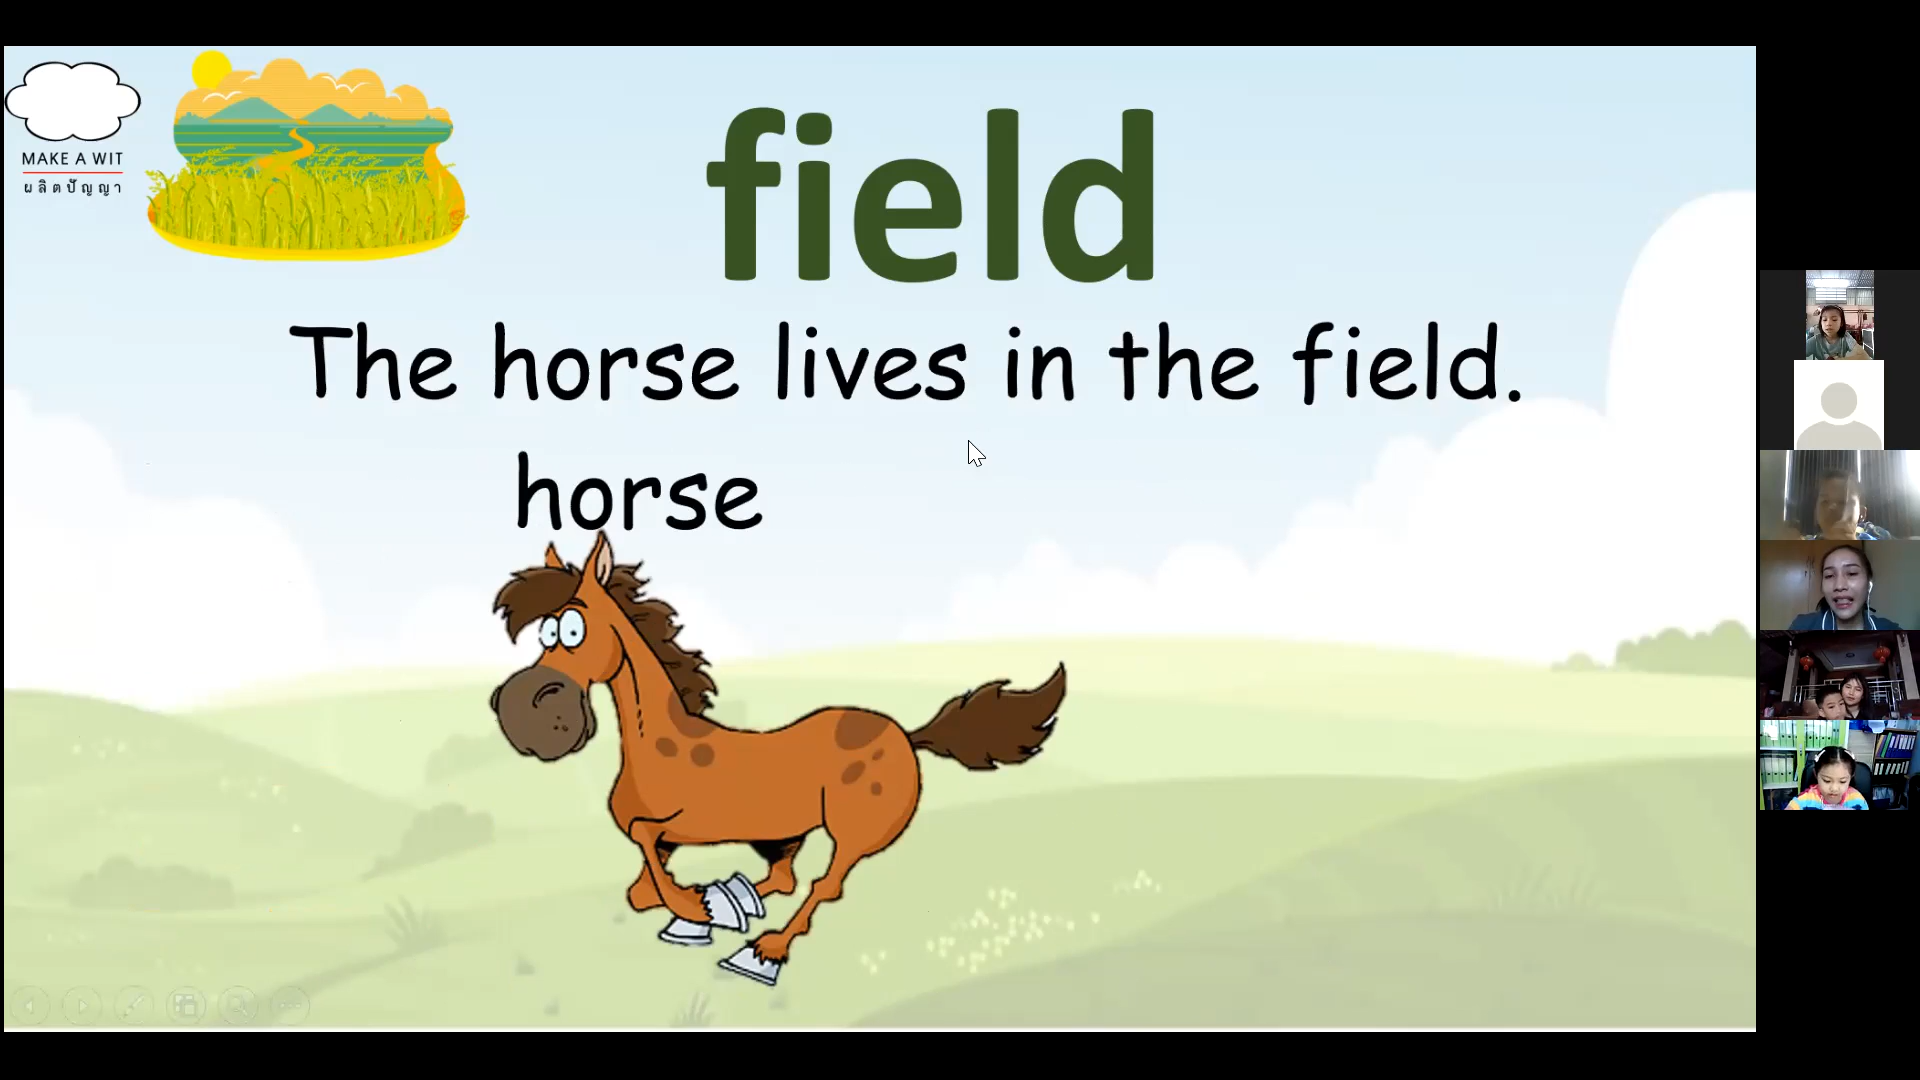 MAKE A WIT
ผลิตปัญญา
field
The horse lives in the field.
horse